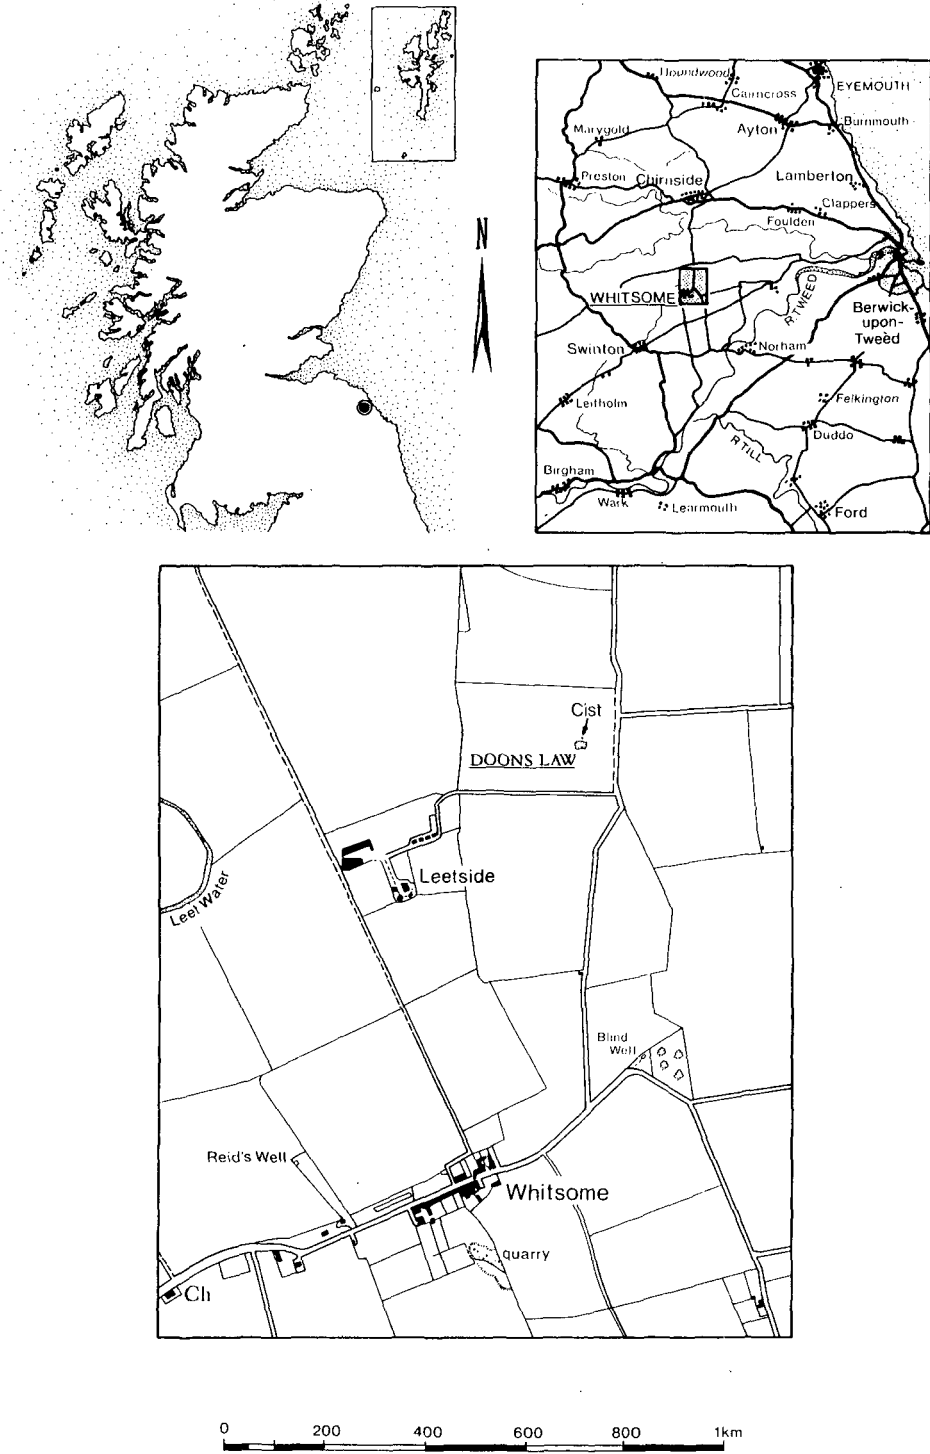 N
Houndwood
EYEMOUTH
Cairncross
Ayton
Burnmouth
Marygold
Preston
Chirnside
Lamberton
Clappers
Foulden
WHITSOME
R TWEED
Berwick-
upon-
Tweed
Swinton
Norham
Leitholm
Felkington
Duddo
R TILL
Birgham
Wark
Learmouth
Ford
Cist
DOONS LAW
Leetside
Leet Water
Blind
Well
Reid's Well
Whitsome
quarry
Ch
0 200 400 600 800 1km